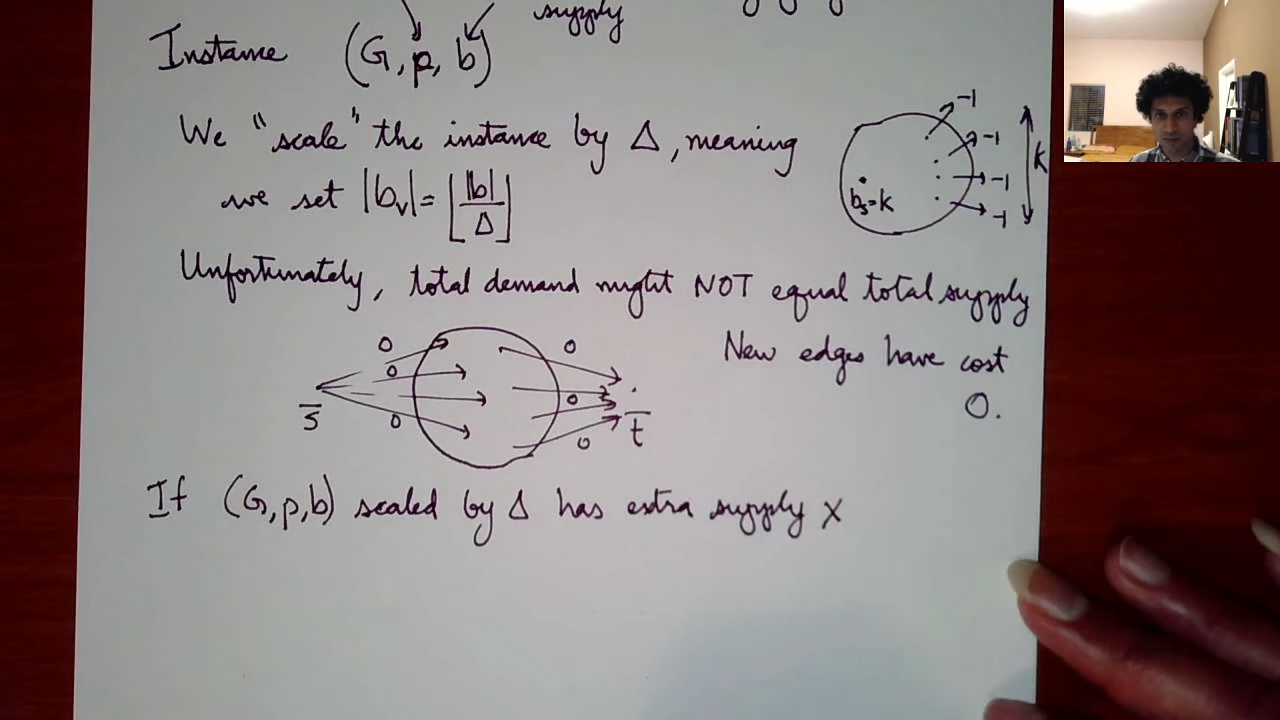 supply
Instance (G, p, b)
We "scale" the instance by Δ, meaning
we set |b_v| = ⌊|b|/Δ⌋
-1
-1
-1
-1
k
b_s=k
Unfortunately, total demand might NOT equal total supply
New edges have cost
0.
0
0
0
0
0
0
s̅
t̅
If (G,p,b) scaled by Δ has extra supply x